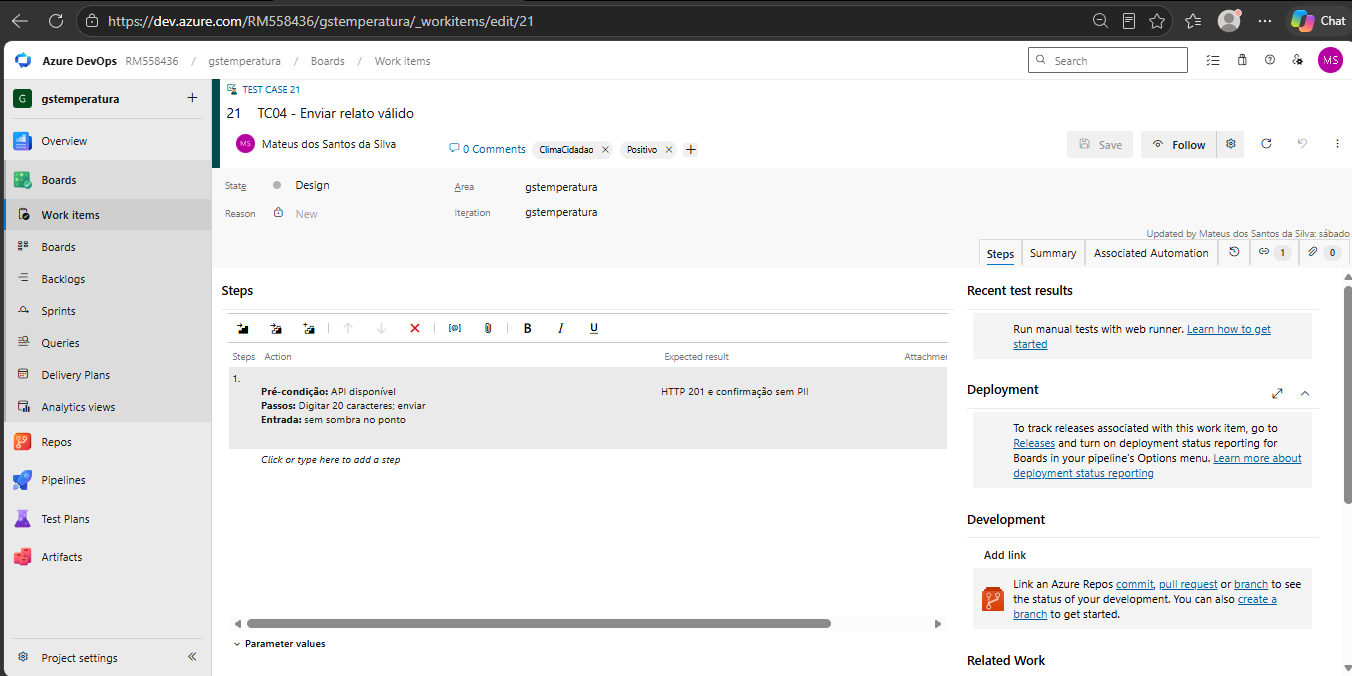 https://dev.azure.com/RM558436/gstemperatura/_workitems/edit/21
Chat
Azure DevOps RM558436 / gstemperatura / Boards / Work items
Search
MS
G gstemperatura +
Overview
Boards
Work items
Boards
Backlogs
Sprints
Queries
Delivery Plans
Analytics views
Repos
Pipelines
Test Plans
Artifacts
Project settings
TEST CASE 21
21 TC04 - Enviar relato válido
MS Mateus dos Santos da Silva
0 Comments
ClimaCidadao
Positivo
Save
Follow
State Design
Area gstemperatura
Reason New
Iteration gstemperatura
Updated by Mateus dos Santos da Silva: sábado
Steps Summary Associated Automation 1 0
Steps
B I U
Steps Action Expected result Attachmen
1.
Pré-condição: API disponível
Passos: Digitar 20 caracteres; enviar
Entrada: sem sombra no ponto
HTTP 201 e confirmação sem PII
Click or type here to add a step
Parameter values
Recent test results
Run manual tests with web runner. Learn how to get
started
Deployment
To track releases associated with this work item, go to
Releases and turn on deployment status reporting for
Boards in your pipeline's Options menu. Learn more about
deployment status reporting
Development
Add link
Link an Azure Repos commit, pull request or branch to see
the status of your development. You can also create a
branch to get started.
Related Work